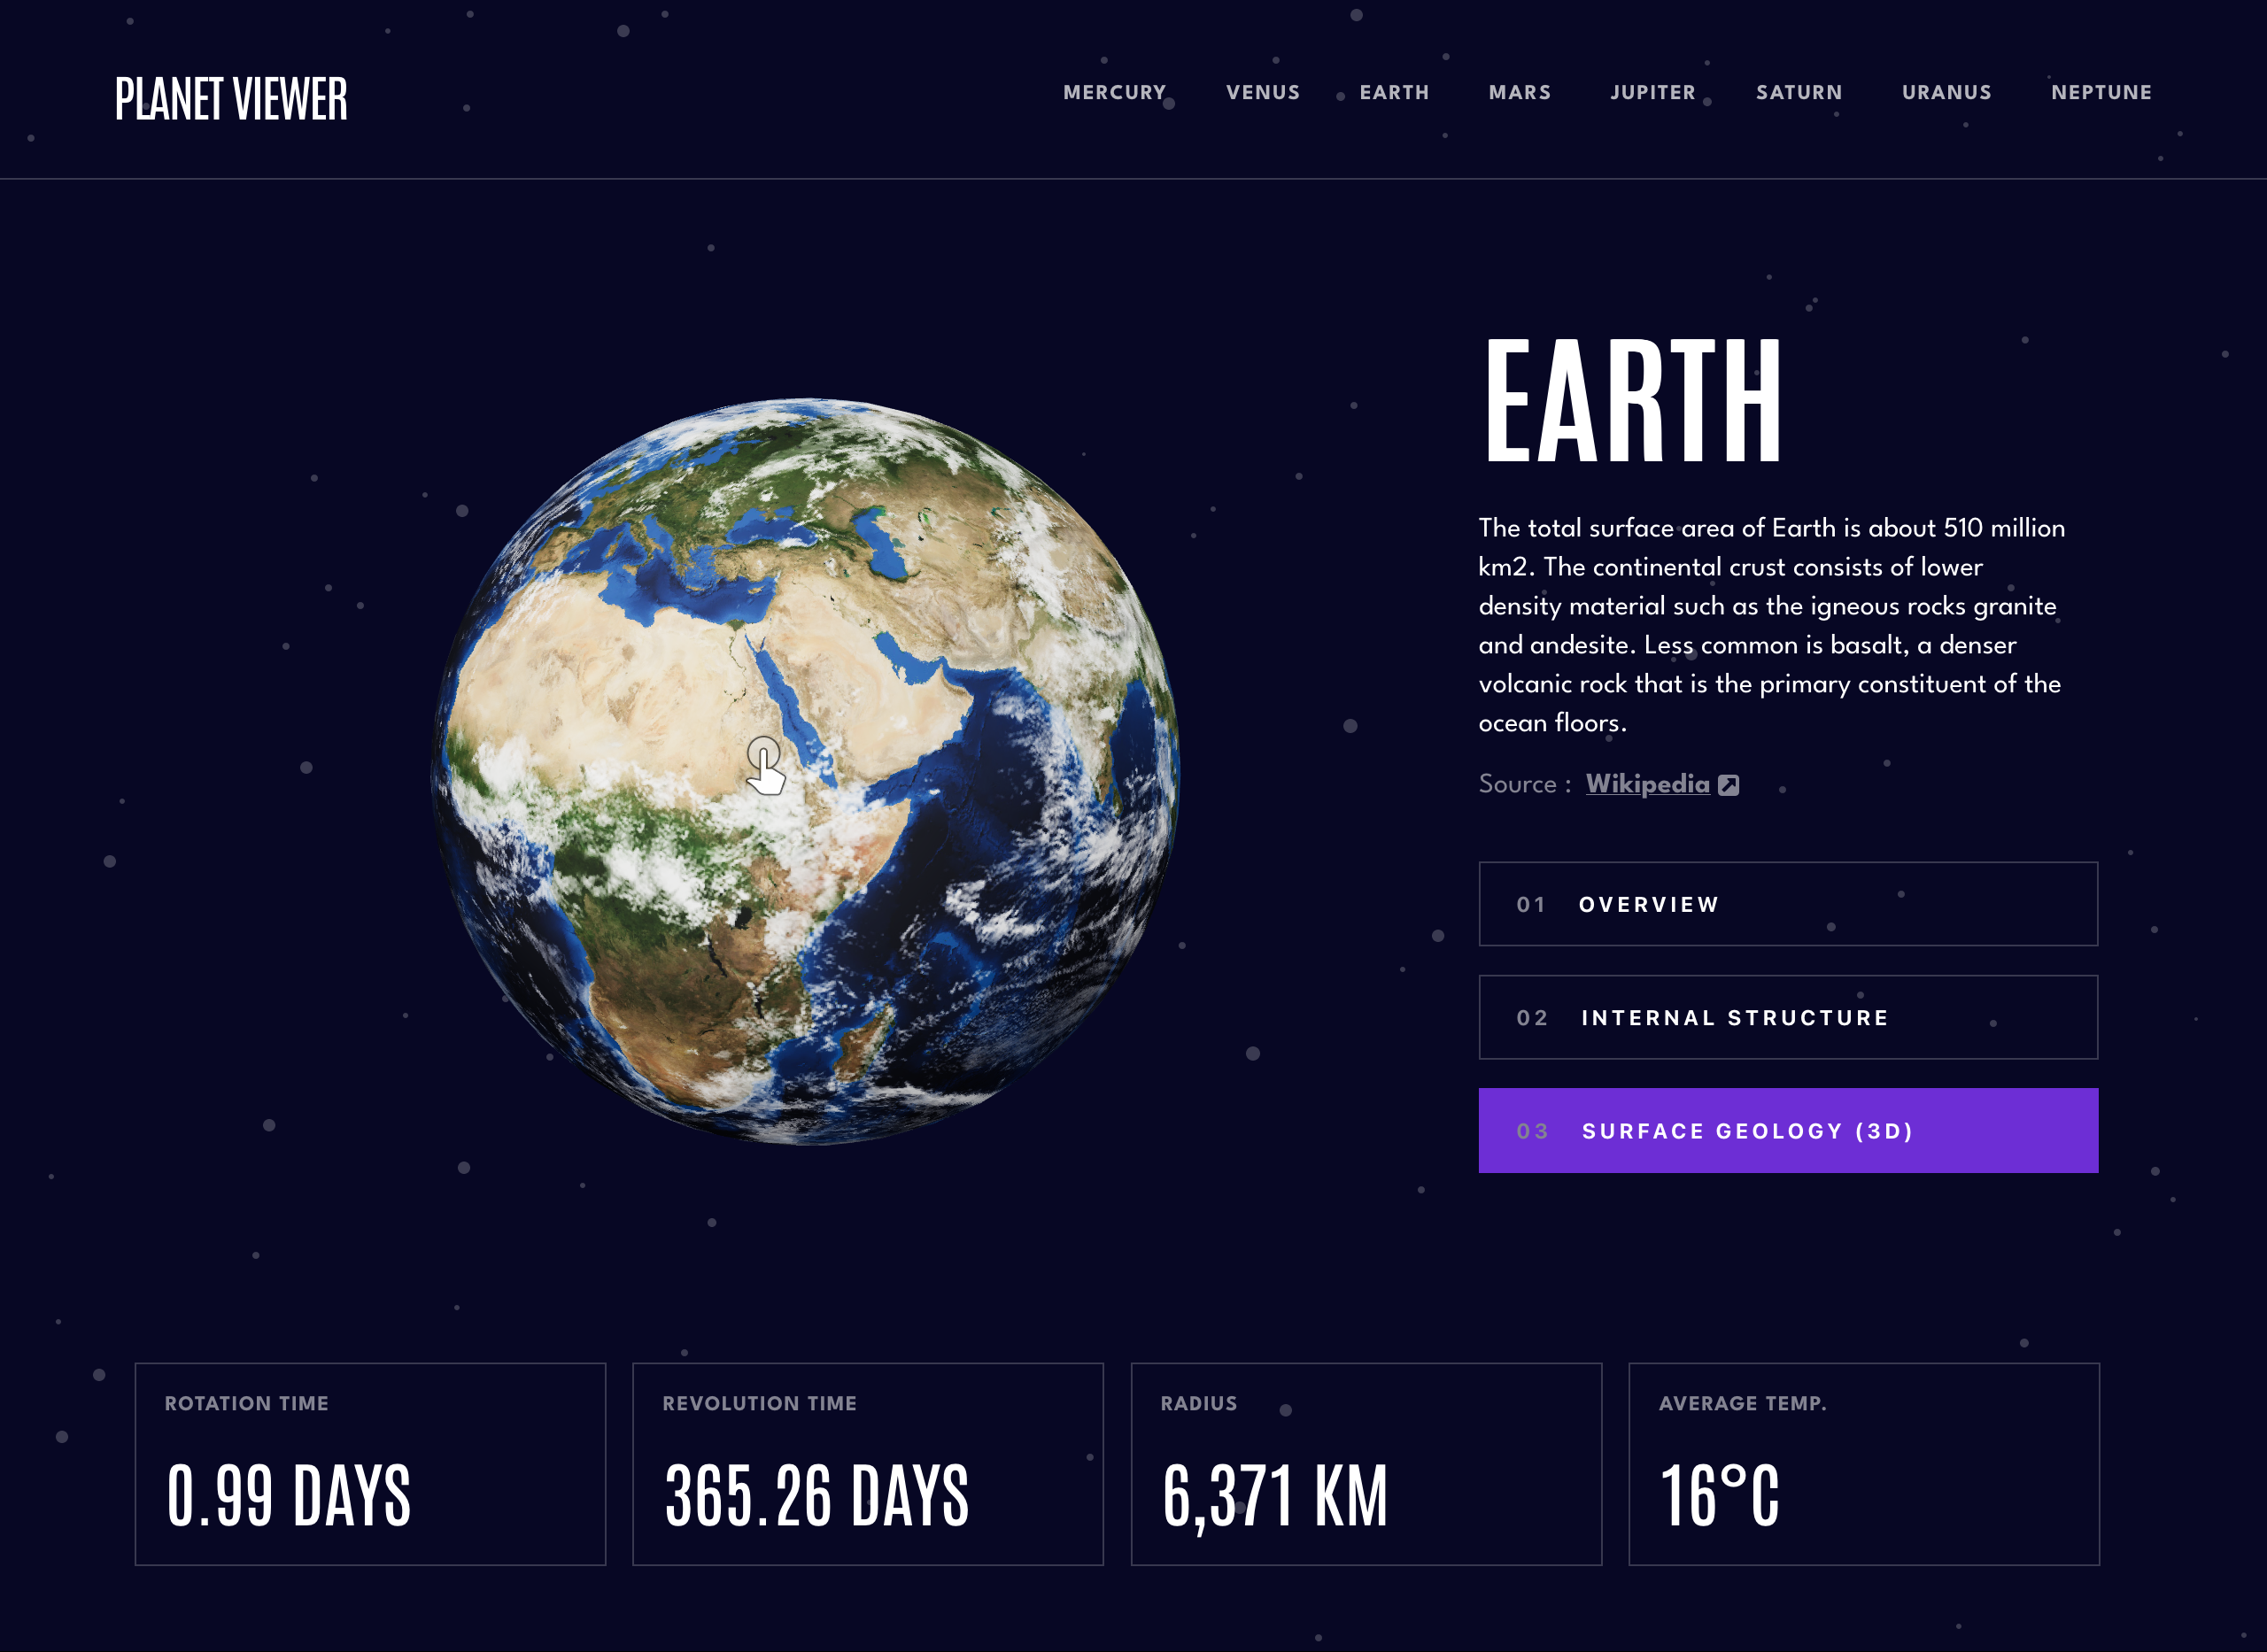 PLANET VIEWER
MERCURY VENUS EARTH MARS JUPITER SATURN URANUS NEPTUNE
EARTH
The total surface area of Earth is about 510 million
km2. The continental crust consists of lower
density material such as the igneous rocks granite
and andesite. Less common is basalt, a denser
volcanic rock that is the primary constituent of the
ocean floors.
Source : Wikipedia
01 OVERVIEW
02 INTERNAL STRUCTURE
03 SURFACE GEOLOGY (3D)
ROTATION TIME
0.99 DAYS
REVOLUTION TIME
365.26 DAYS
RADIUS
6,371 KM
AVERAGE TEMP.
16°C